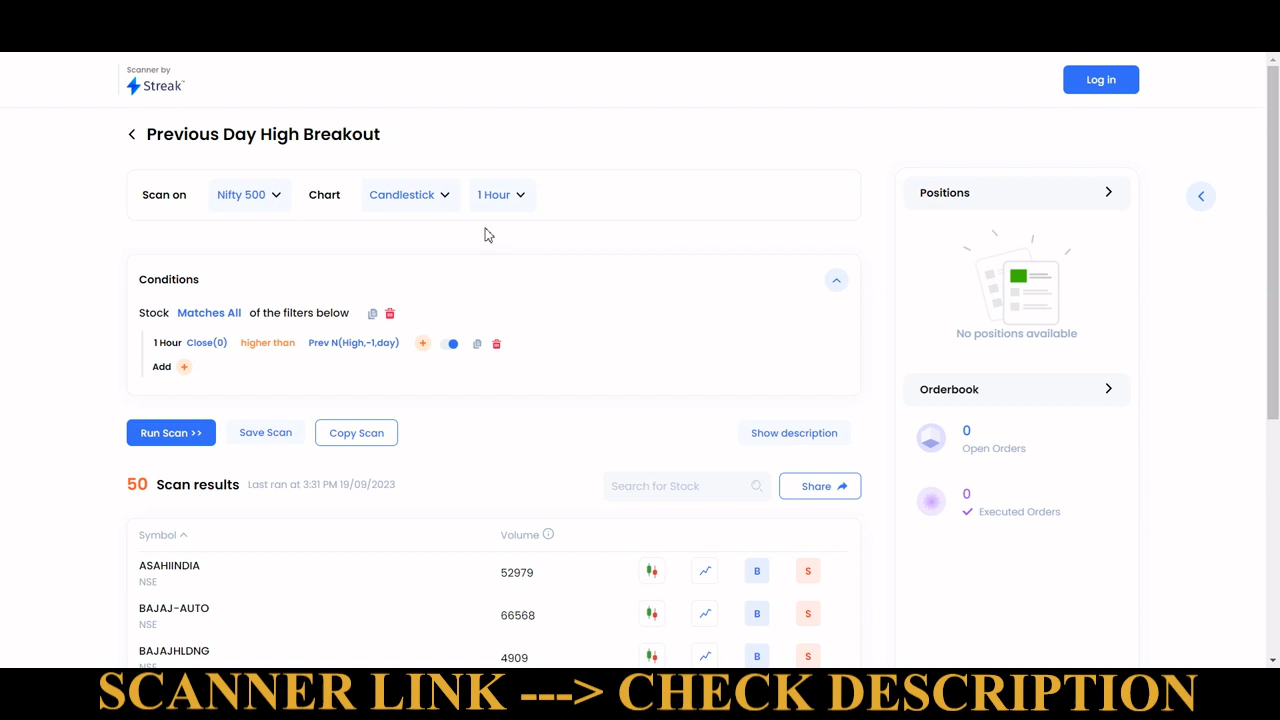 Scanner by
Streak™
Log in
Previous Day High Breakout
Scan on Nifty 500 Chart Candlestick 1 Hour
Positions
No positions available
Conditions
Stock Matches All of the filters below
1 Hour Close(0) higher than Prev N(High,-1,day) +
Add +
Orderbook
0
Open Orders
0
Executed Orders
Run Scan >> Save Scan Copy Scan Show description
50 Scan results Last ran at 3:31 PM 19/09/2023 Search for Stock Share
Symbol Volume
ASAHIINDIA
NSE
52979 B S
BAJAJ-AUTO
NSE
66568 B S
BAJAJHLDNG
NSE
4909 B S
SCANNER LINK ---> CHECK DESCRIPTION